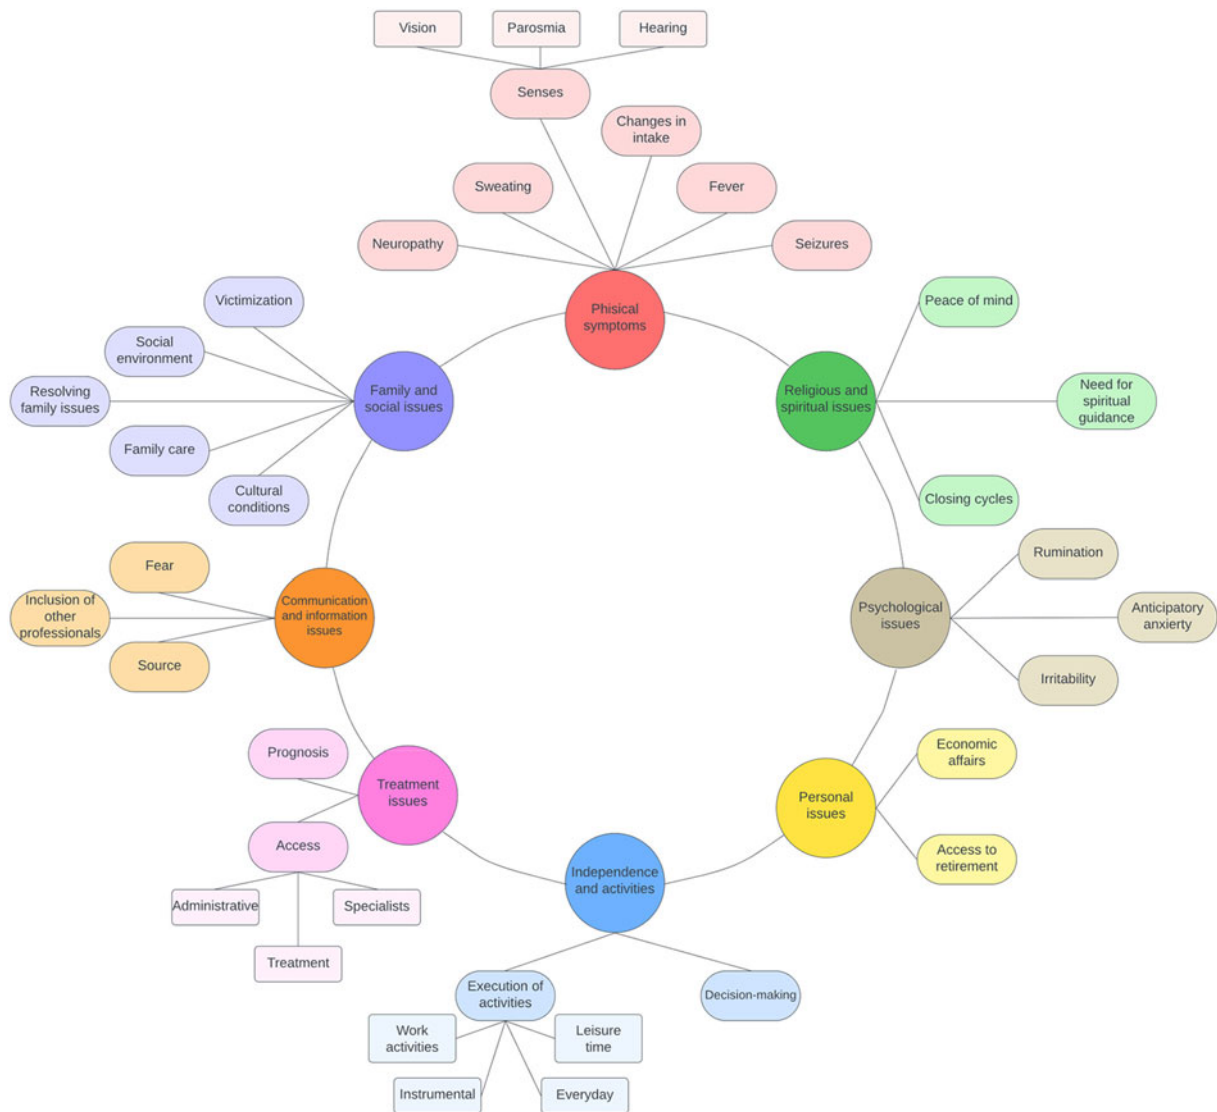 Vision
Parosmia
Hearing
Senses
Changes in
intake
Sweating
Fever
Neuropathy
Seizures
Phisical
symptoms
Victimization
Social
environment
Resolving
family issues
Family care
Cultural
conditions
Family and
social issues
Religious and
spiritual issues
Peace of mind
Need for
spiritual
guidance
Closing cycles
Fear
Inclusion of
other
professionals
Source
Communication
and information
issues
Psychological
issues
Rumination
Anticipatory
anxierty
Irritability
Prognosis
Treatment
issues
Access
Administrative
Specialists
Treatment
Personal
issues
Economic
affairs
Access to
retirement
Independence
and activities
Execution of
activities
Decision-making
Work
activities
Leisure
time
Instrumental
Everyday